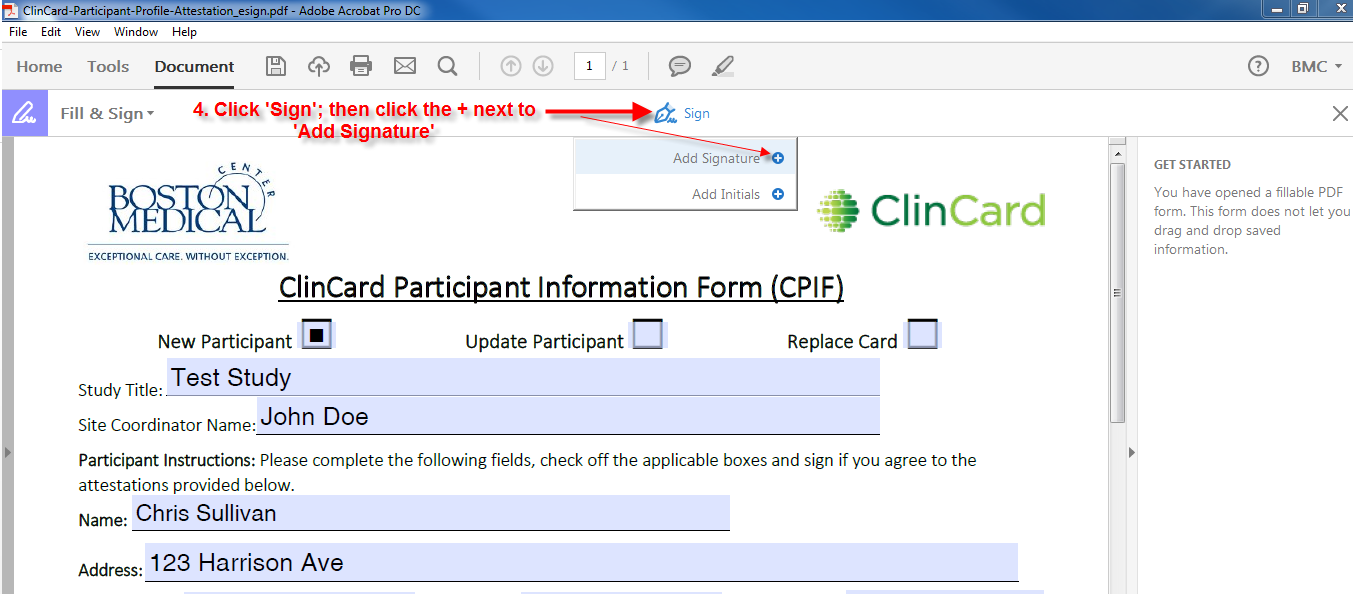 ClinCard-Participant-Profile-Attestation_esign.pdf - Adobe Acrobat Pro DC
File Edit View Window Help
Home Tools Document 1 / 1 BMC
Fill & Sign
4. Click 'Sign'; then click the + next to
'Add Signature'
Sign
Add Signature
Add Initials
BOSTON
MEDICAL
CENTER
EXCEPTIONAL CARE. WITHOUT EXCEPTION.
ClinCard
GET STARTED
You have opened a fillable PDF
form. This form does not let you
drag and drop saved
information.
ClinCard Participant Information Form (CPIF)
New Participant Update Participant Replace Card
Study Title: Test Study
Site Coordinator Name: John Doe
Participant Instructions: Please complete the following fields, check off the applicable boxes and sign if you agree to the
attestations provided below.
Name: Chris Sullivan
Address: 123 Harrison Ave